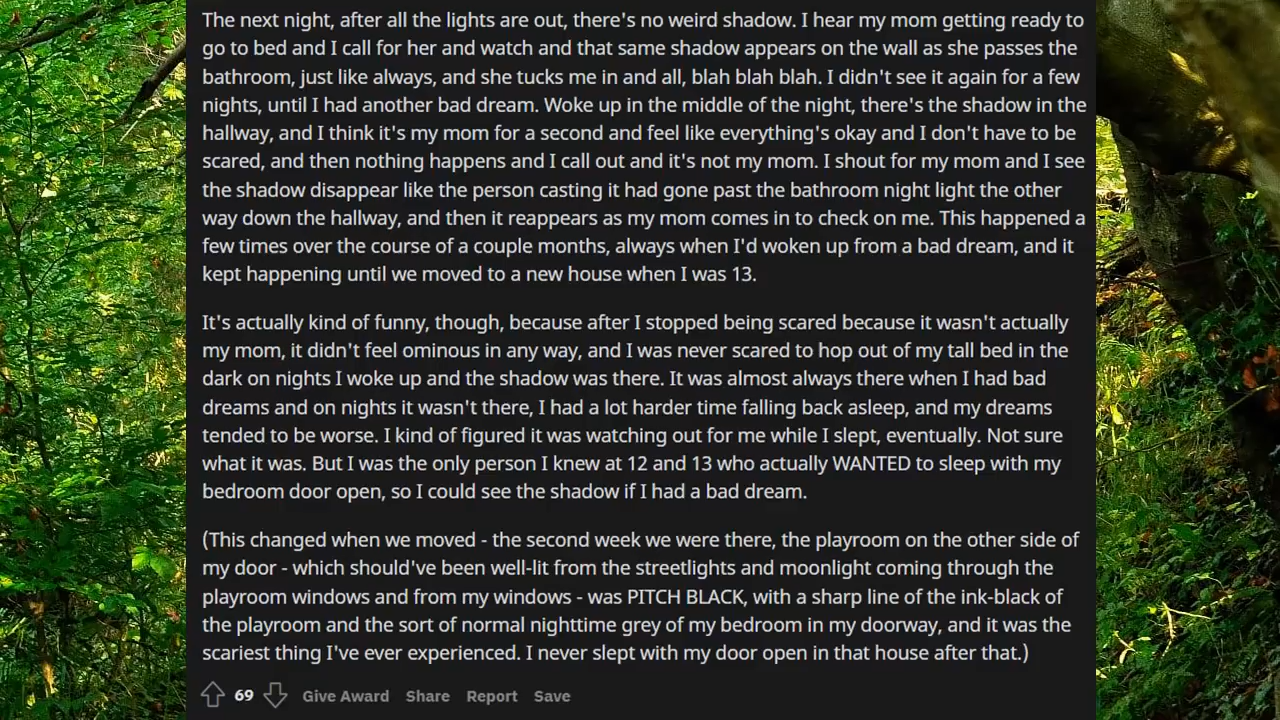 The next night, after all the lights are out, there's no weird shadow. I hear my mom getting ready to
go to bed and I call for her and watch and that same shadow appears on the wall as she passes the
bathroom, just like always, and she tucks me in and all, blah blah blah. I didn't see it again for a few
nights, until I had another bad dream. Woke up in the middle of the night, there's the shadow in the
hallway, and I think it's my mom for a second and feel like everything's okay and I don't have to be
scared, and then nothing happens and I call out and it's not my mom. I shout for my mom and I see
the shadow disappear like the person casting it had gone past the bathroom night light the other
way down the hallway, and then it reappears as my mom comes in to check on me. This happened a
few times over the course of a couple months, always when I'd woken up from a bad dream, and it
kept happening until we moved to a new house when I was 13.
It's actually kind of funny, though, because after I stopped being scared because it wasn't actually
my mom, it didn't feel ominous in any way, and I was never scared to hop out of my tall bed in the
dark on nights I woke up and the shadow was there. It was almost always there when I had bad
dreams and on nights it wasn't there, I had a lot harder time falling back asleep, and my dreams
tended to be worse. I kind of figured it was watching out for me while I slept, eventually. Not sure
what it was. But I was the only person I knew at 12 and 13 who actually WANTED to sleep with my
bedroom door open, so I could see the shadow if I had a bad dream.
(This changed when we moved - the second week we were there, the playroom on the other side of
my door - which should've been well-lit from the streetlights and moonlight coming through the
playroom windows and from my windows - was PITCH BLACK, with a sharp line of the ink-black of
the playroom and the sort of normal nighttime grey of my bedroom in my doorway, and it was the
scariest thing I've ever experienced. I never slept with my door open in that house after that.)
69 Give Award Share Report Save